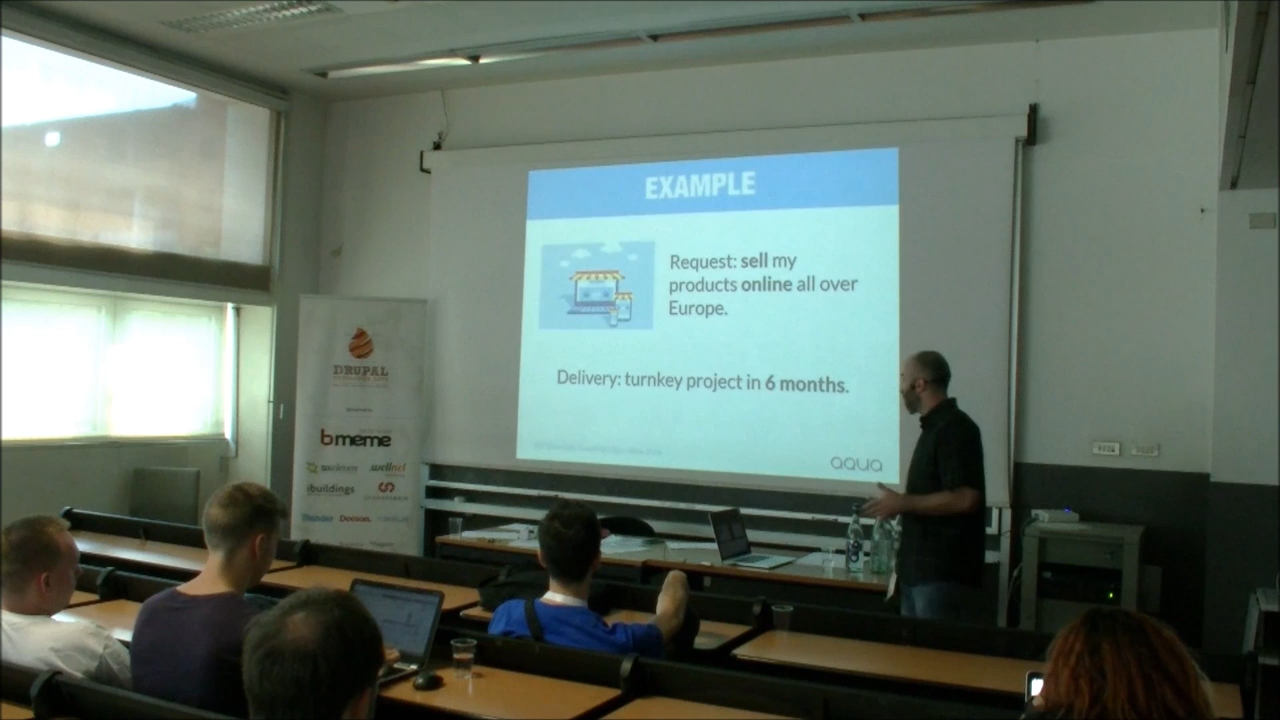 EXAMPLE
Request: sell my
products online all over
Europe.
Delivery: turnkey project in 6 months.
aqua
DRUPAL
bmeme
wellnet
ibuildings